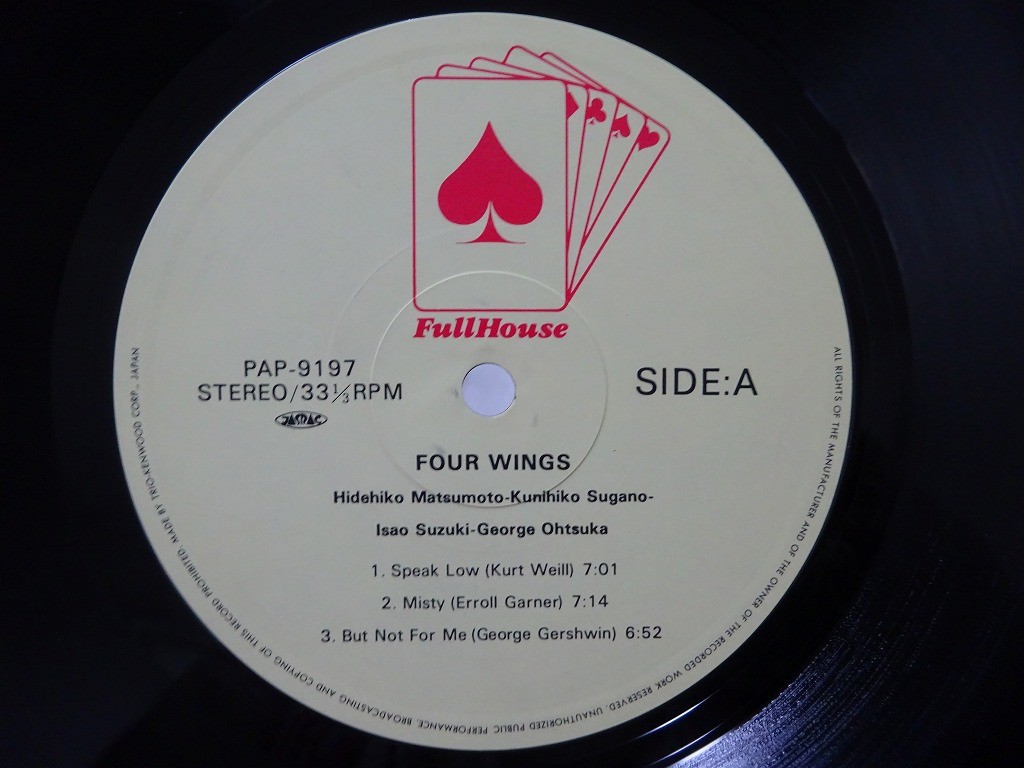 FullHouse
PAP-9197
STEREO/33⅓RPM
JASRAC
SIDE:A
FOUR WINGS
Hidehiko Matsumoto-Kunihiko Sugano-
Isao Suzuki-George Ohtsuka
1. Speak Low (Kurt Weill) 7:01
2. Misty (Erroll Garner) 7:14
3. But Not For Me (George Gershwin) 6:52
ALL RIGHTS OF THE MANUFACTURER AND OF THE OWNER OF THE RECORDED WORK RESERVED. UNAUTHORIZED PUBLIC PERFORMANCE, BROADCASTING AND COPYING OF THIS RECORD PROHIBITED. MADE BY TRIO-KENWOOD CORP., JAPAN